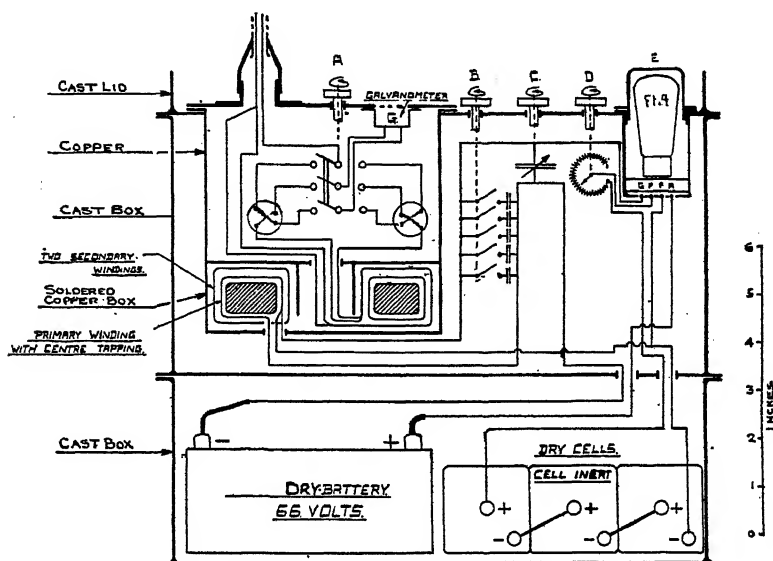 A
B
C
D
E
CAST LID
GALVANOMETER
G
F19.
COPPER
G F F A
CAST BOX
TWO SECONDARY
WINDINGS.
SOLDERED
COPPER BOX
PRIMARY WINDING
WITH CENTRE TAPPING.
CAST BOX
- +
DRY BATTERY
66 VOLTS.
DRY CELLS.
CELL INERT
+ + +
- - -
6
5
4
3
2
1
0
INCHES